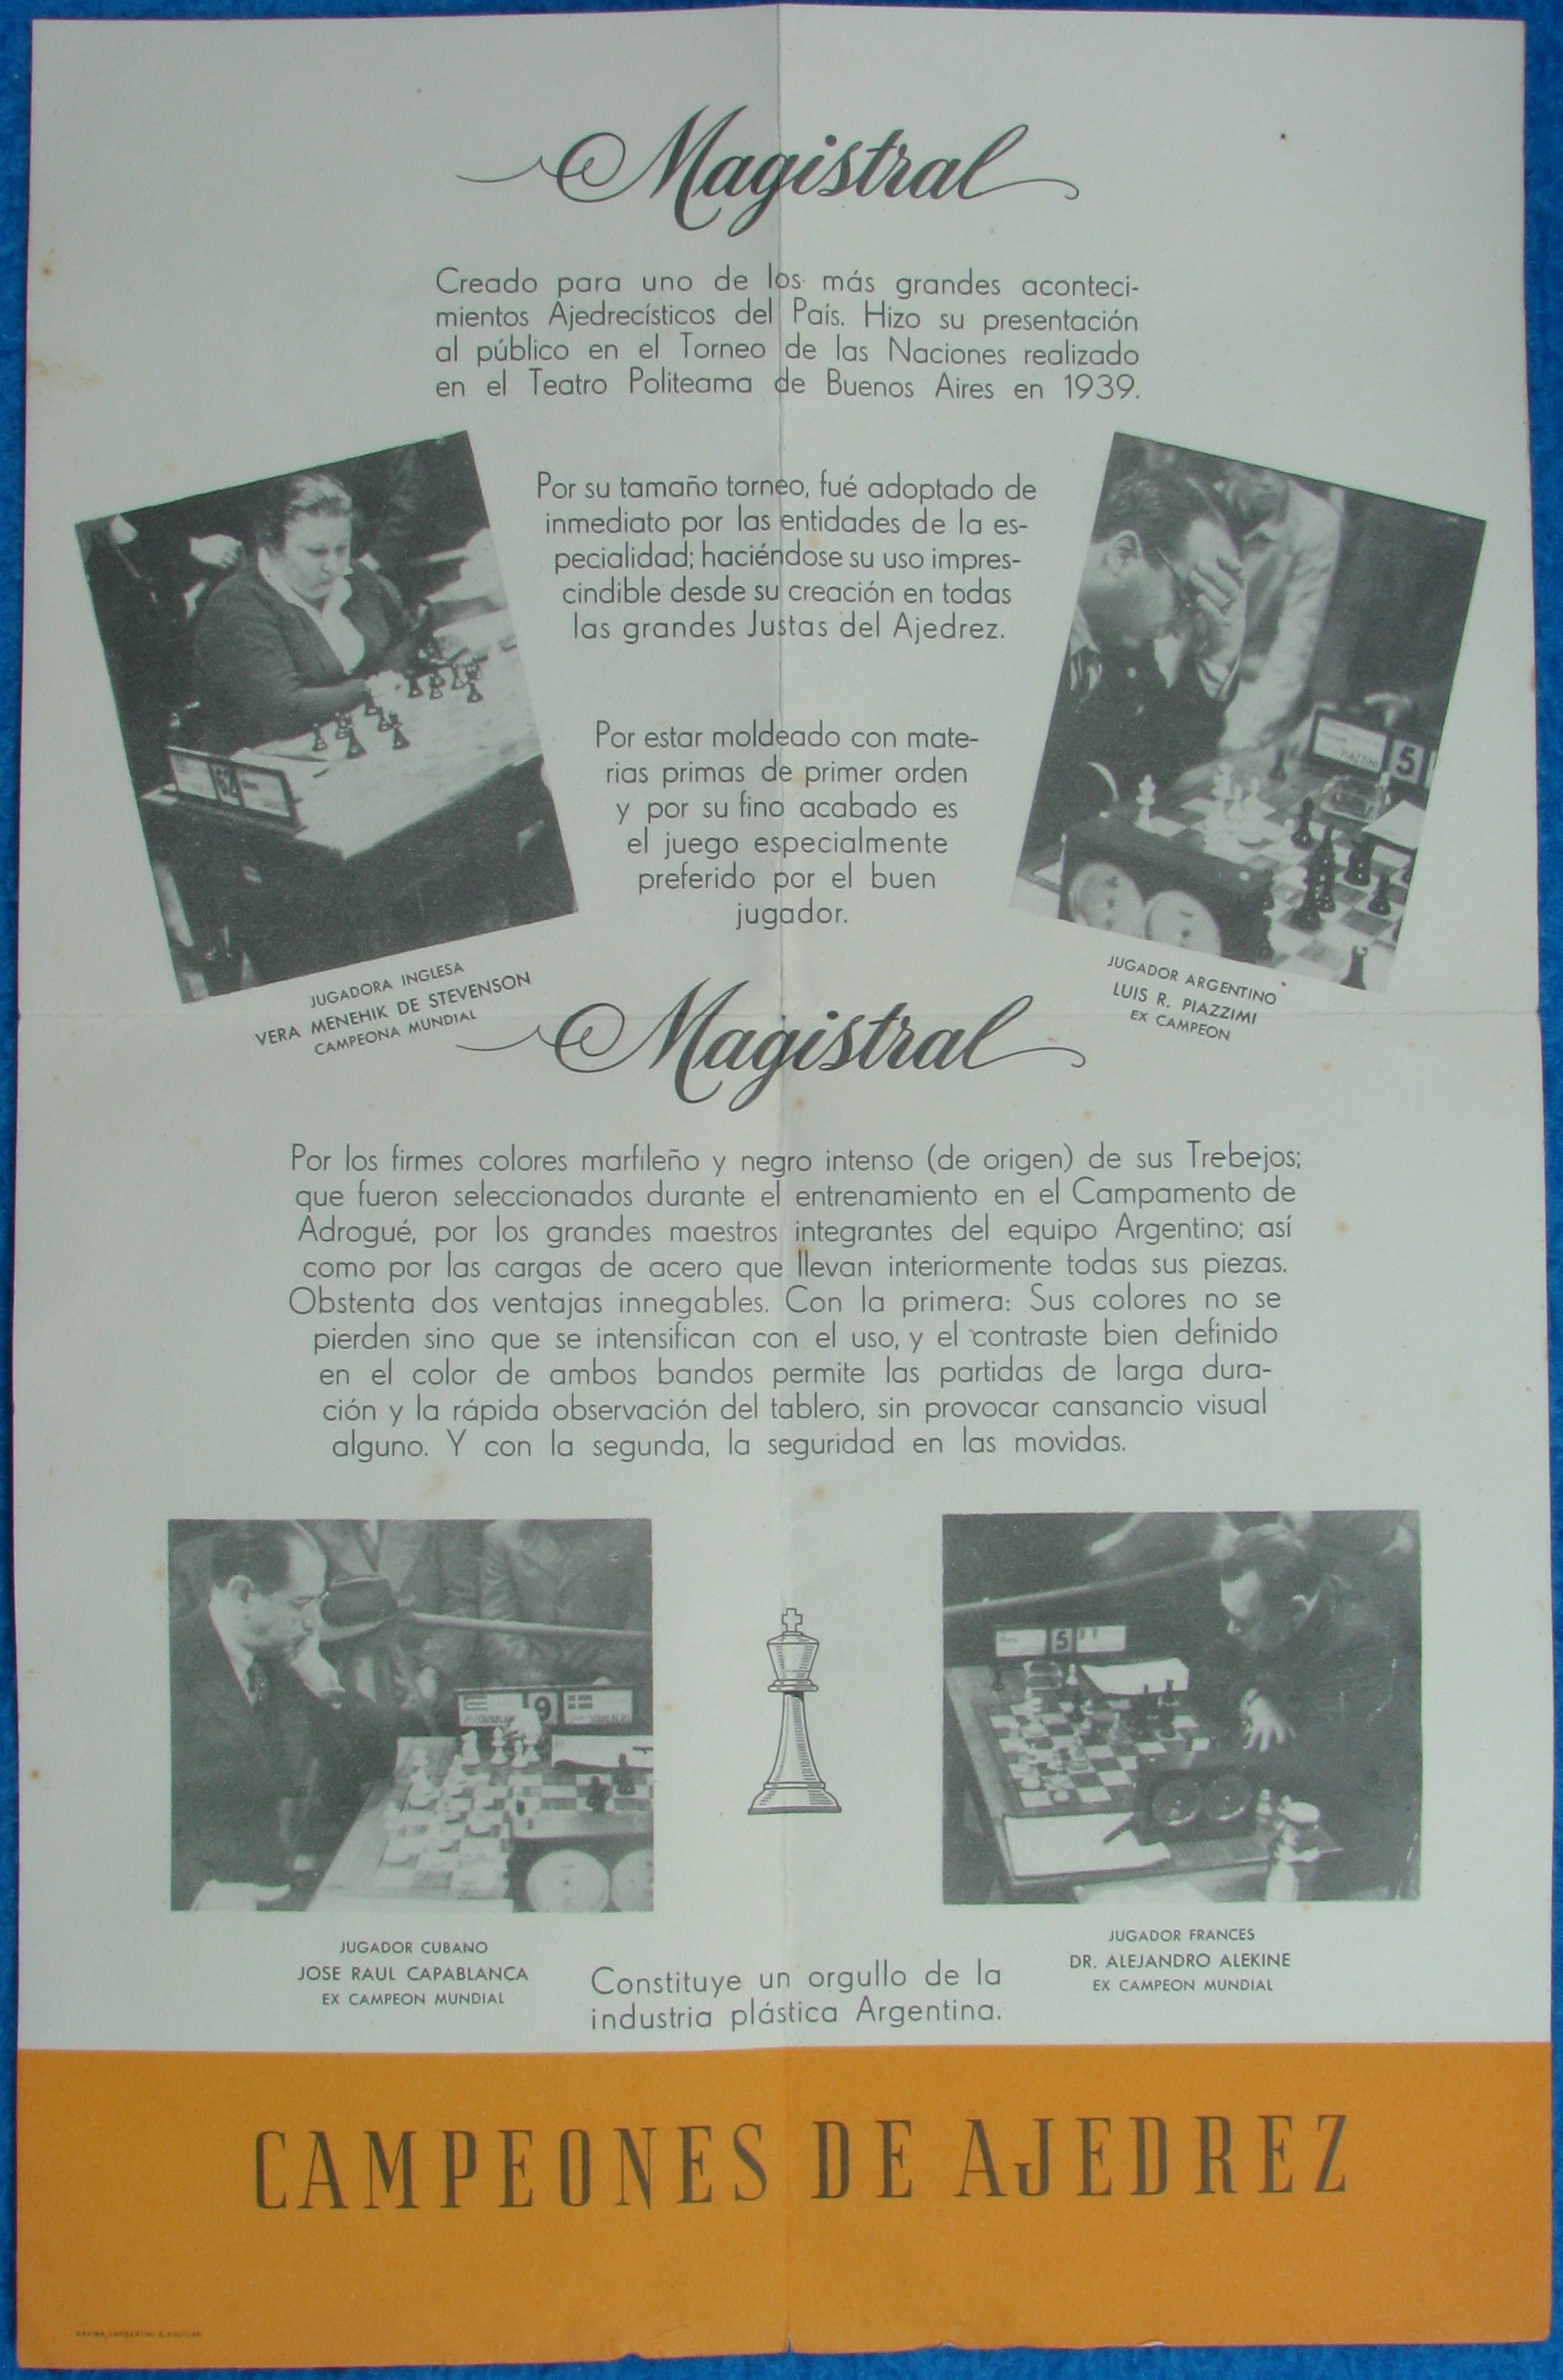 Magistral
Creado para uno de los más grandes aconteci-
mientos Ajedrecísticos del País. Hizo su presentación
al público en el Torneo de las Naciones realizado
en el Teatro Politeama de Buenos Aires en 1939.
Por su tamaño torneo, fué adoptado de
inmediato por las entidades de la es-
pecialidad; haciéndose su uso impres-
cindible desde su creación en todas
las grandes Justas del Ajedrez.
Por estar moldeado con mate-
rias primas de primer orden
y por su fino acabado es
el juego especialmente
preferido por el buen
jugador.
5
JUGADORA INGLESA
VERA MENEHIK DE STEVENSON
CAMPEONA MUNDIAL
JUGADOR ARGENTINO
LUIS R. PIAZZIMI
EX CAMPEON
Magistral
Por los firmes colores marfileño y negro intenso (de origen) de sus Trebejos;
que fueron seleccionados durante el entrenamiento en el Campamento de
Adrogué, por los grandes maestros integrantes del equipo Argentino; así
como por las cargas de acero que llevan interiormente todas sus piezas.
Obstenta dos ventajas innegables. Con la primera: Sus colores no se
pierden sino que se intensifican con el uso, y el contraste bien definido
en el color de ambos bandos permite las partidas de larga dura-
ción y la rápida observación del tablero, sin provocar cansancio visual
alguno. Y con la segunda, la seguridad en las movidas.
9
5
JUGADOR CUBANO
JOSE RAUL CAPABLANCA
EX CAMPEON MUNDIAL
JUGADOR FRANCES
DR. ALEJANDRO ALEKINE
EX CAMPEON MUNDIAL
Constituye un orgullo de la
industria plástica Argentina.
CAMPEONES DE AJEDREZ
LAMBERTINI & AGUILAR